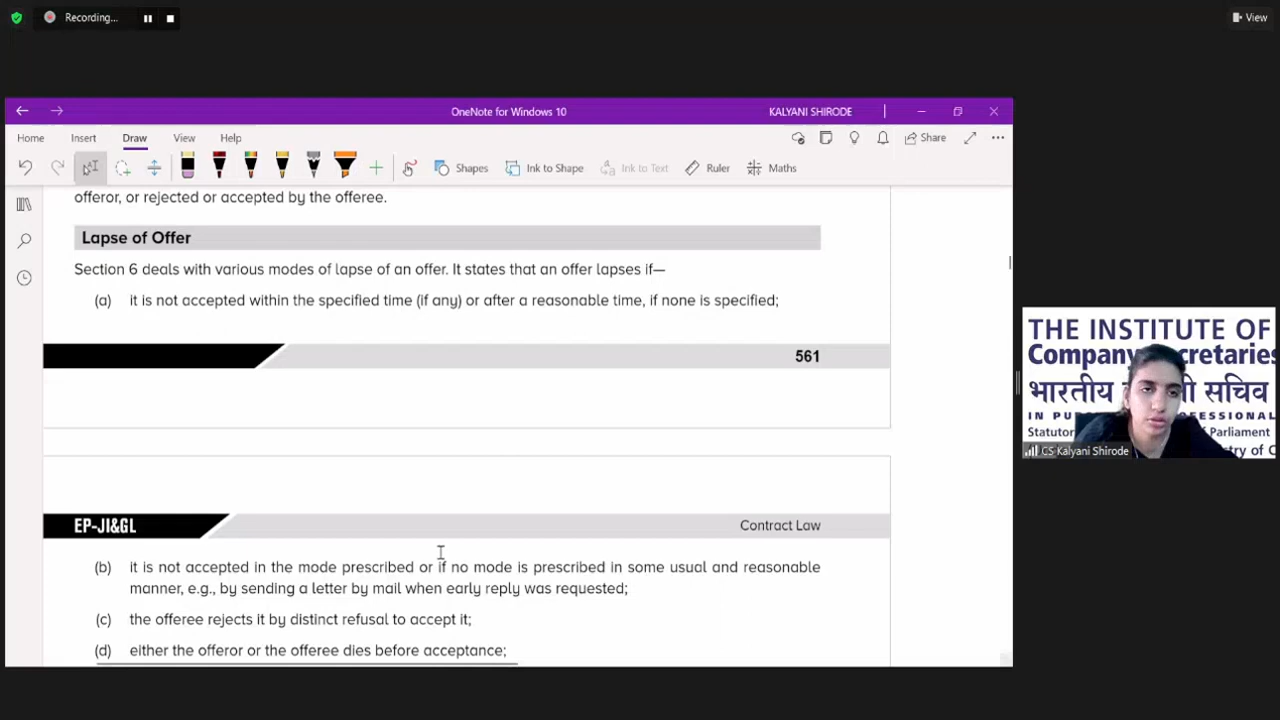 Recording...
View
OneNote for Windows 10
KALYANI SHIRODE
Home Insert Draw View Help
Share
Shapes Ink to Shape Ink to Text Ruler Maths
offeror, or rejected or accepted by the offeree.
Lapse of Offer
Section 6 deals with various modes of lapse of an offer. It states that an offer lapses if—
(a) it is not accepted within the specified time (if any) or after a reasonable time, if none is specified;
561
EP-JI&GL
Contract Law
(b) it is not accepted in the mode prescribed or if no mode is prescribed in some usual and reasonable
manner, e.g., by sending a letter by mail when early reply was requested;
(c) the offeree rejects it by distinct refusal to accept it;
(d) either the offeror or the offeree dies before acceptance;
THE INSTITUTE OF
Company
भारतीय
सचिव
Statutor
of Parliament
CS Kalyani Shirode